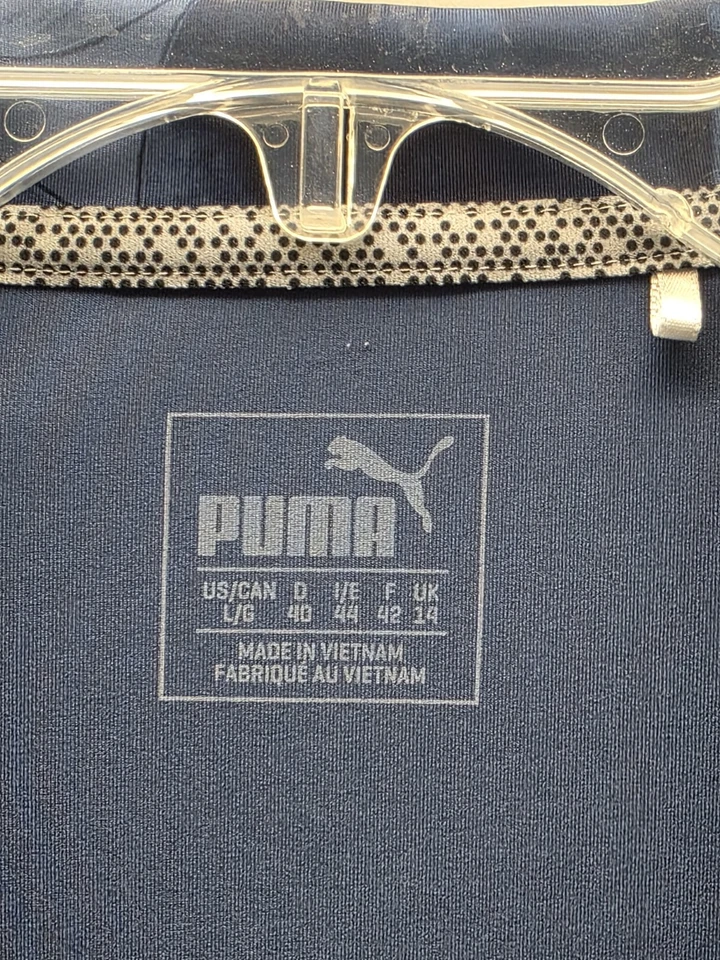 PUMA
US/CAN D I/E F UK
L/G 40 44 42 14
MADE IN VIETNAM
FABRIQUÉ AU VIETNAM